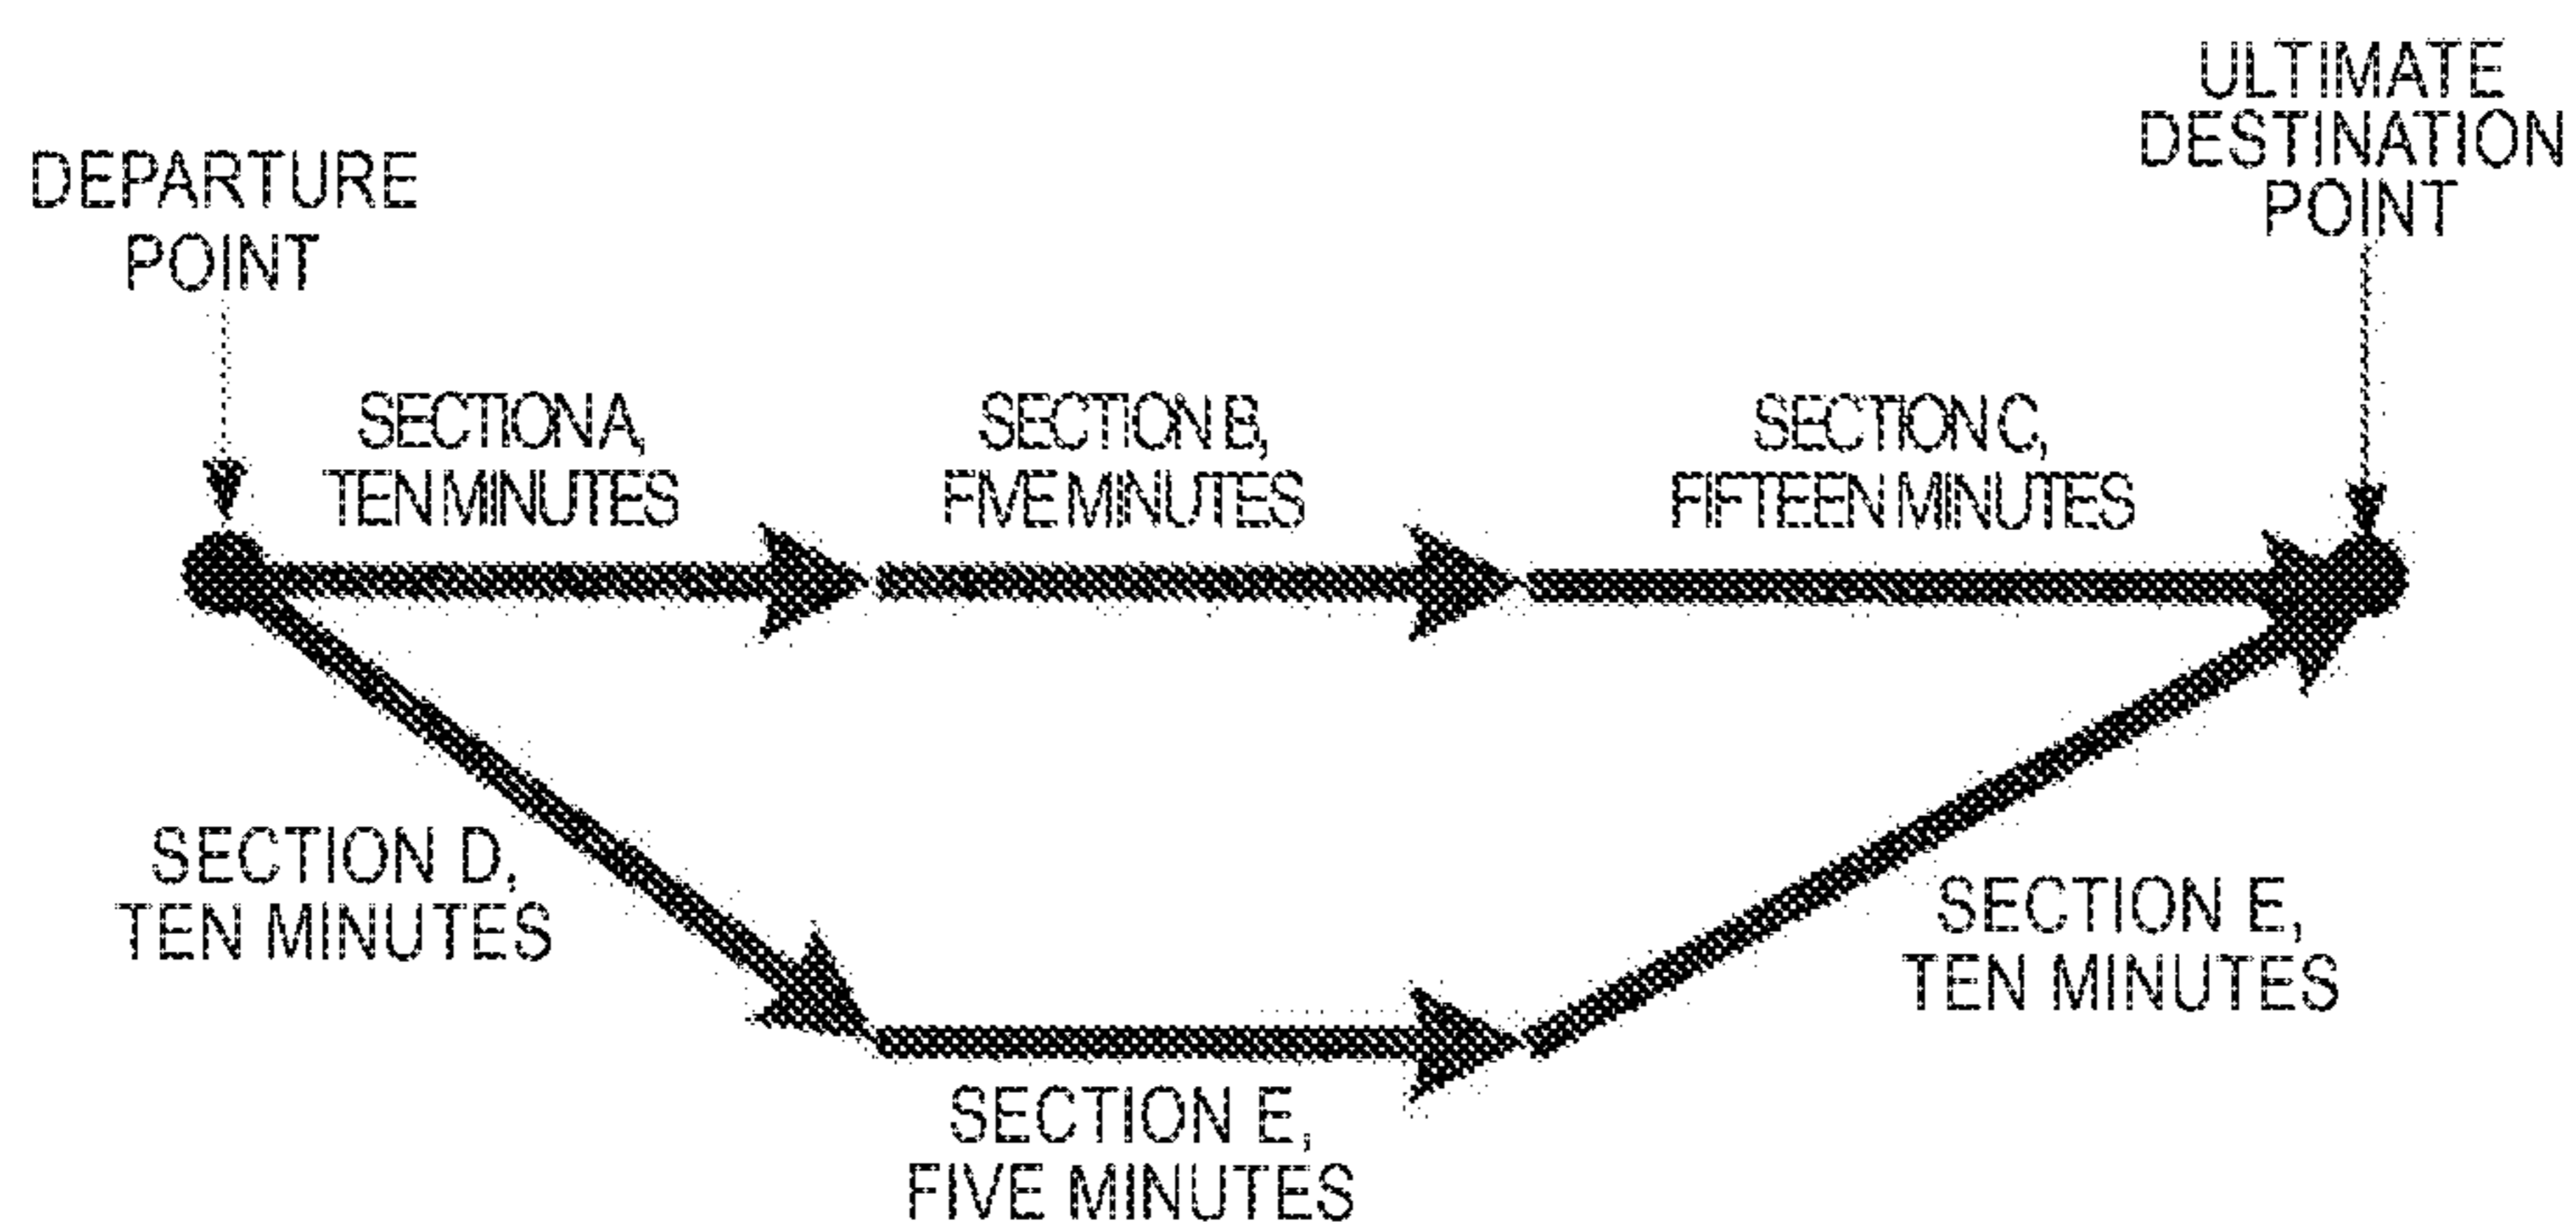 DEPARTURE
POINT
ULTIMATE
DESTINATION
POINT
SECTION A,
TEN MINUTES
SECTION B,
FIVE MINUTES
SECTION C,
FIFTEEN MINUTES
SECTION D,
TEN MINUTES
SECTION E,
FIVE MINUTES
SECTION E,
TEN MINUTES